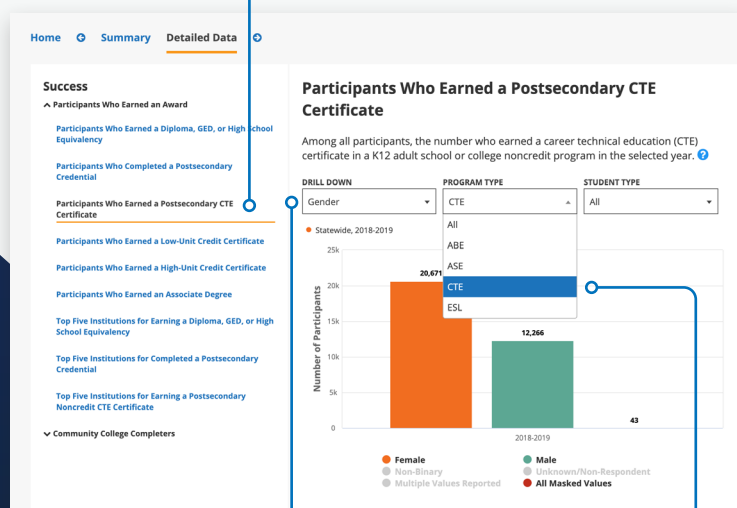 Home Summary Detailed Data
Success
Participants Who Earned an Award
Participants Who Earned a Diploma, GED, or High School
Equivalency
Participants Who Completed a Postsecondary
Credential
Participants Who Earned a Postsecondary CTE
Certificate
Participants Who Earned a Low-Unit Credit Certificate
Participants Who Earned a High-Unit Credit Certificate
Participants Who Earned an Associate Degree
Top Five Institutions for Earning a Diploma, GED, or High
School Equivalency
Top Five Institutions for Completed a Postsecondary
Credential
Top Five Institutions for Earning a Postsecondary
Noncredit CTE Certificate
Community College Completers
Participants Who Earned a Postsecondary CTE
Certificate
Among all participants, the number who earned a career technical education (CTE)
certificate in a K12 adult school or college noncredit program in the selected year. ?
DRILL DOWN PROGRAM TYPE STUDENT TYPE
Gender CTE All
All
ABE
ASE
CTE
ESL
Statewide, 2018-2019
Number of Participants
25k
20k
15k
10k
5k
0
20,671
12,266
43
2018-2019
Female Male
Non-Binary Unknown/Non-Respondent
Multiple Values Reported All Masked Values